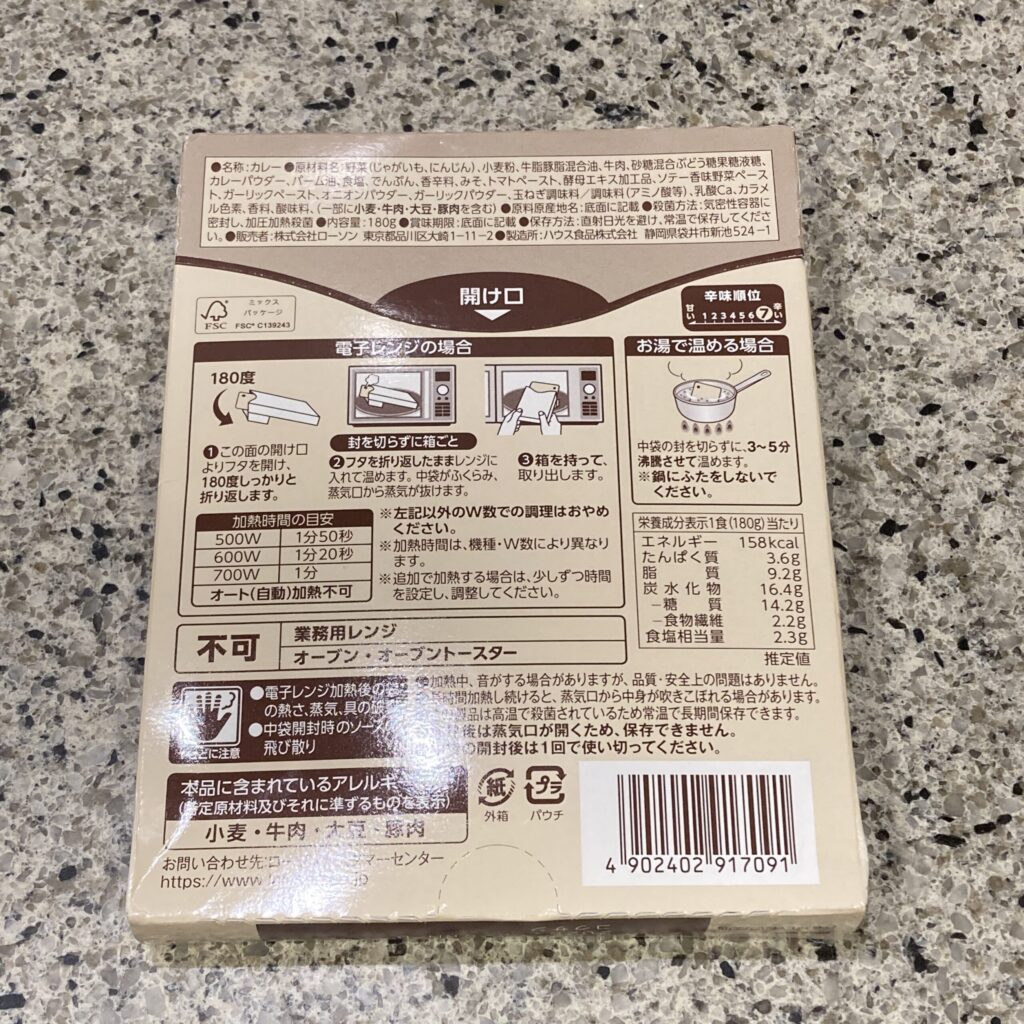 ●名称:カレー●原材料名:野菜(じゃがいも、にんじん)、小麦粉、牛脂豚脂混合油、牛肉、砂糖混合ぶどう糖果糖液糖、
カレーパウダー、パーム油、食塩、でんぷん、香辛料、みそ、トマトペースト、酵母エキス加工品、ソテー香味野菜ペース
ト、ガーリックペースト、オニオンパウダー、ガーリックパウダー、玉ねぎ調味料/調味料(アミノ酸等)、乳酸Ca、カラメ
ル色素、香料、酸味料、(一部に小麦・牛肉・大豆・豚肉を含む)●原料原産地名:底面に記載●殺菌方法:気密性容器に
密封し、加圧加熱殺菌●内容量:180g●賞味期限:底面に記載●保存方法:直射日光を避け、常温で保存してくださ
い。●販売者:株式会社ローソン 東京都品川区大崎1-11-2●製造所:ハウス食品株式会社 静岡県袋井市新池524-1
開け口
FSC
ミックス
パッケージ
FSC® C139243
辛味順位
甘い 1 2 3 4 5 6 7 辛い
電子レンジの場合
180度
❶この面の開け口
よりフタを開け、
180度しっかりと
折り返します。
封を切らずに箱ごと
❷フタを折り返したままレンジに
入れて温めます。中袋がふくらみ、
蒸気口から蒸気が抜けます。
❸箱を持って、
取り出します。
加熱時間の目安
500W 1分50秒
600W 1分20秒
700W 1分
オート(自動)加熱不可
※左記以外のW数での調理はおやめ
ください。
※加熱時間は、機種・W数により異なり
ます。
※追加で加熱する場合は、少しずつ時間
を設定し、調整してください。
お湯で温める場合
中袋の封を切らずに、3~5分
沸騰させて温めます。
※鍋にふたをしないで
ください。
栄養成分表示1食(180g)当たり
エネルギー 158kcal
たんぱく質 3.6g
脂質 9.2g
炭水化物 16.4g
-糖質 14.2g
-食物繊維 2.2g
食塩相当量 2.3g
推定値
不可
業務用レンジ
オーブン・オーブントースター
どに注意
●電子レンジ加熱後の
の熱さ、蒸気、具の破
●中袋開封時のソー
飛び散り
加熱中、音がする場合がありますが、品質・安全上の問題はありません。
時間加熱し続けると、蒸気口から中身が吹きこぼれる場合があります。
品は高温で殺菌されているため常温で長期間保存できます。
後は蒸気口が開くため、保存できません。
の開封後は1回で使い切ってください。
本品に含まれているアレルギ
(特定原材料及びそれに準ずるものを表示)
小麦・牛肉・大豆・豚肉
お問い合わせ先:ロー マーセンター
https://www. .jp
紙
外箱
プラ
パウチ
4 902402 917091